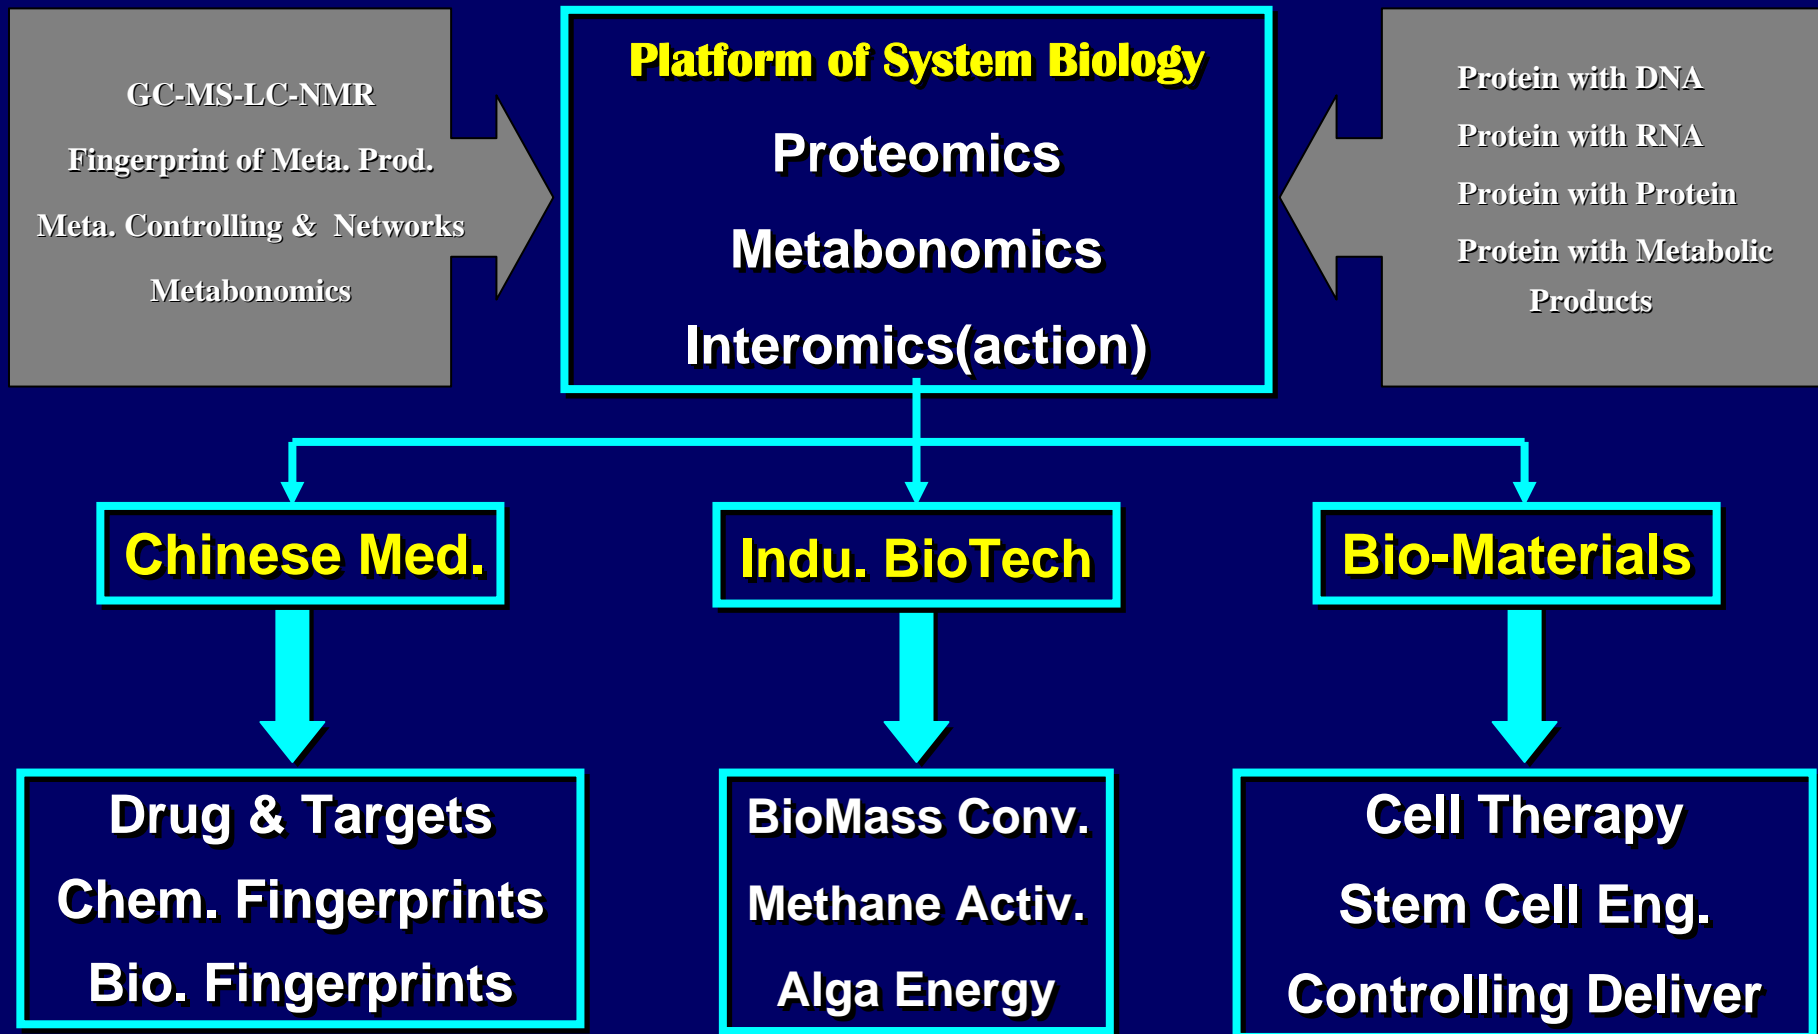 GC-MS-LC-NMR
Fingerprint of Meta. Prod.
Meta. Controlling & Networks
Metabonomics
Platform of System Biology
Proteomics
Metabonomics
Interomics(action)
Protein with DNA
Protein with RNA
Protein with Protein
Protein with Metabolic
Products
Chinese Med.
Indu. BioTech
Bio-Materials
Drug & Targets
Chem. Fingerprints
Bio. Fingerprints
BioMass Conv.
Methane Activ.
Alga Energy
Cell Therapy
Stem Cell Eng.
Controlling Deliver